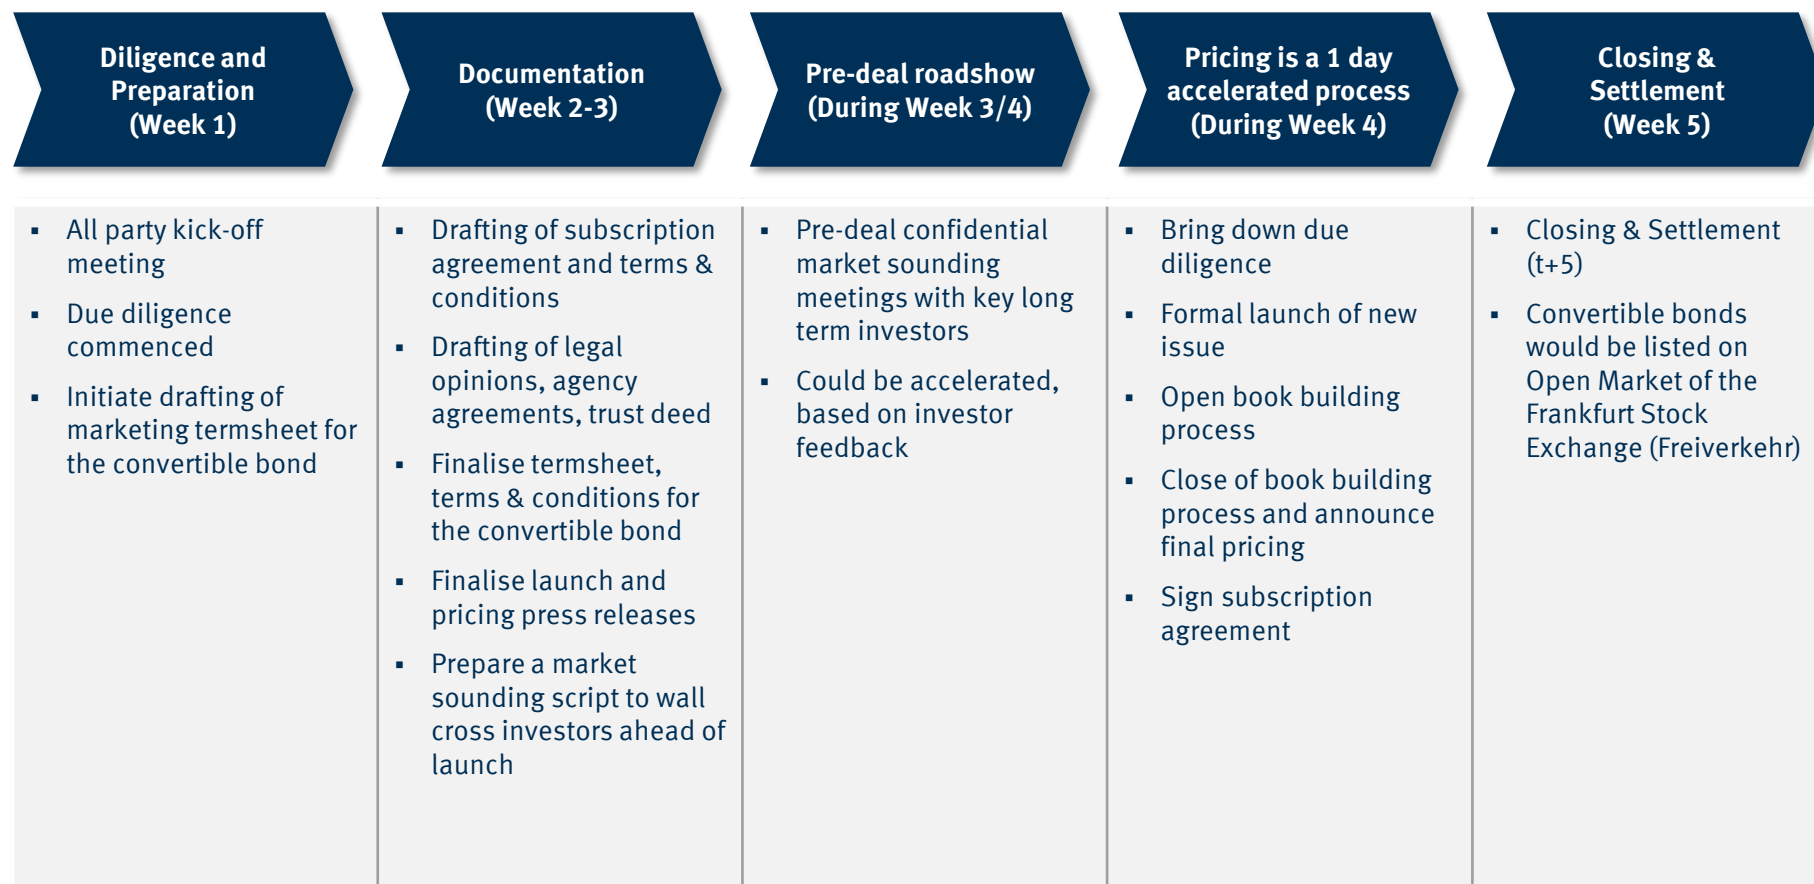 Diligence and
Preparation
(Week 1)
Documentation
(Week 2-3)
Pre-deal roadshow
(During Week 3/4)
Pricing is a 1 day
accelerated process
(During Week 4)
Closing &
Settlement
(Week 5)
▪ All party kick-off
meeting
▪ Due diligence
commenced
▪ Initiate drafting of
marketing termsheet for
the convertible bond
▪ Drafting of subscription
agreement and terms &
conditions
▪ Drafting of legal
opinions, agency
agreements, trust deed
▪ Finalise termsheet,
terms & conditions for
the convertible bond
▪ Finalise launch and
pricing press releases
▪ Prepare a market
sounding script to wall
cross investors ahead of
launch
▪ Pre-deal confidential
market sounding
meetings with key long
term investors
▪ Could be accelerated,
based on investor
feedback
▪ Bring down due
diligence
▪ Formal launch of new
issue
▪ Open book building
process
▪ Close of book building
process and announce
final pricing
▪ Sign subscription
agreement
▪ Closing & Settlement
(t+5)
▪ Convertible bonds
would be listed on
Open Market of the
Frankfurt Stock
Exchange (Freiverkehr)